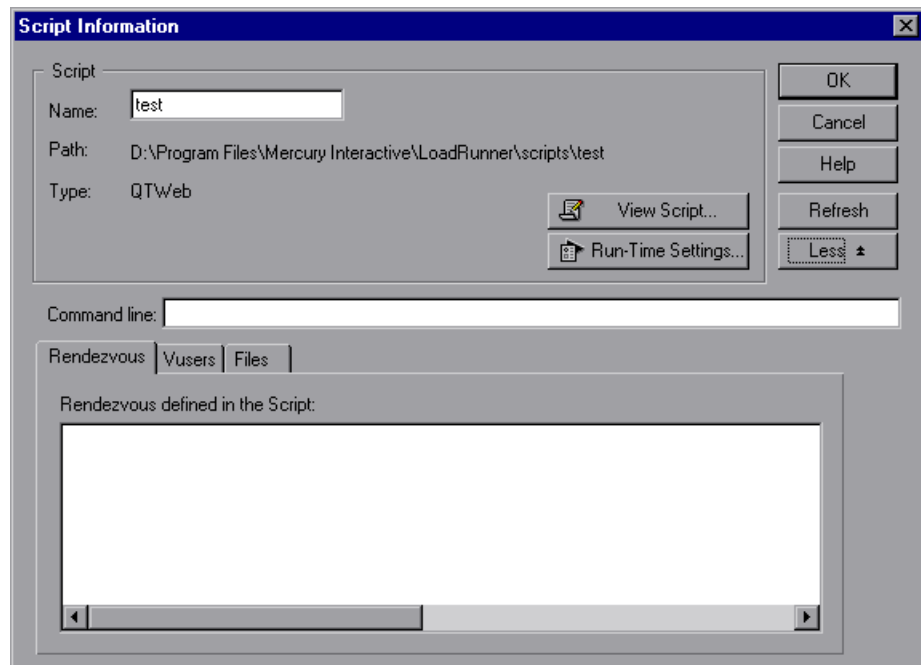 Script Information
Script
Name: test
Path: D:\Program Files\Mercury Interactive\LoadRunner\scripts\test
Type: QTWeb
View Script...
Run-Time Settings...
OK
Cancel
Help
Refresh
Less
Command line:
Rendezvous Vusers Files
Rendezvous defined in the Script: